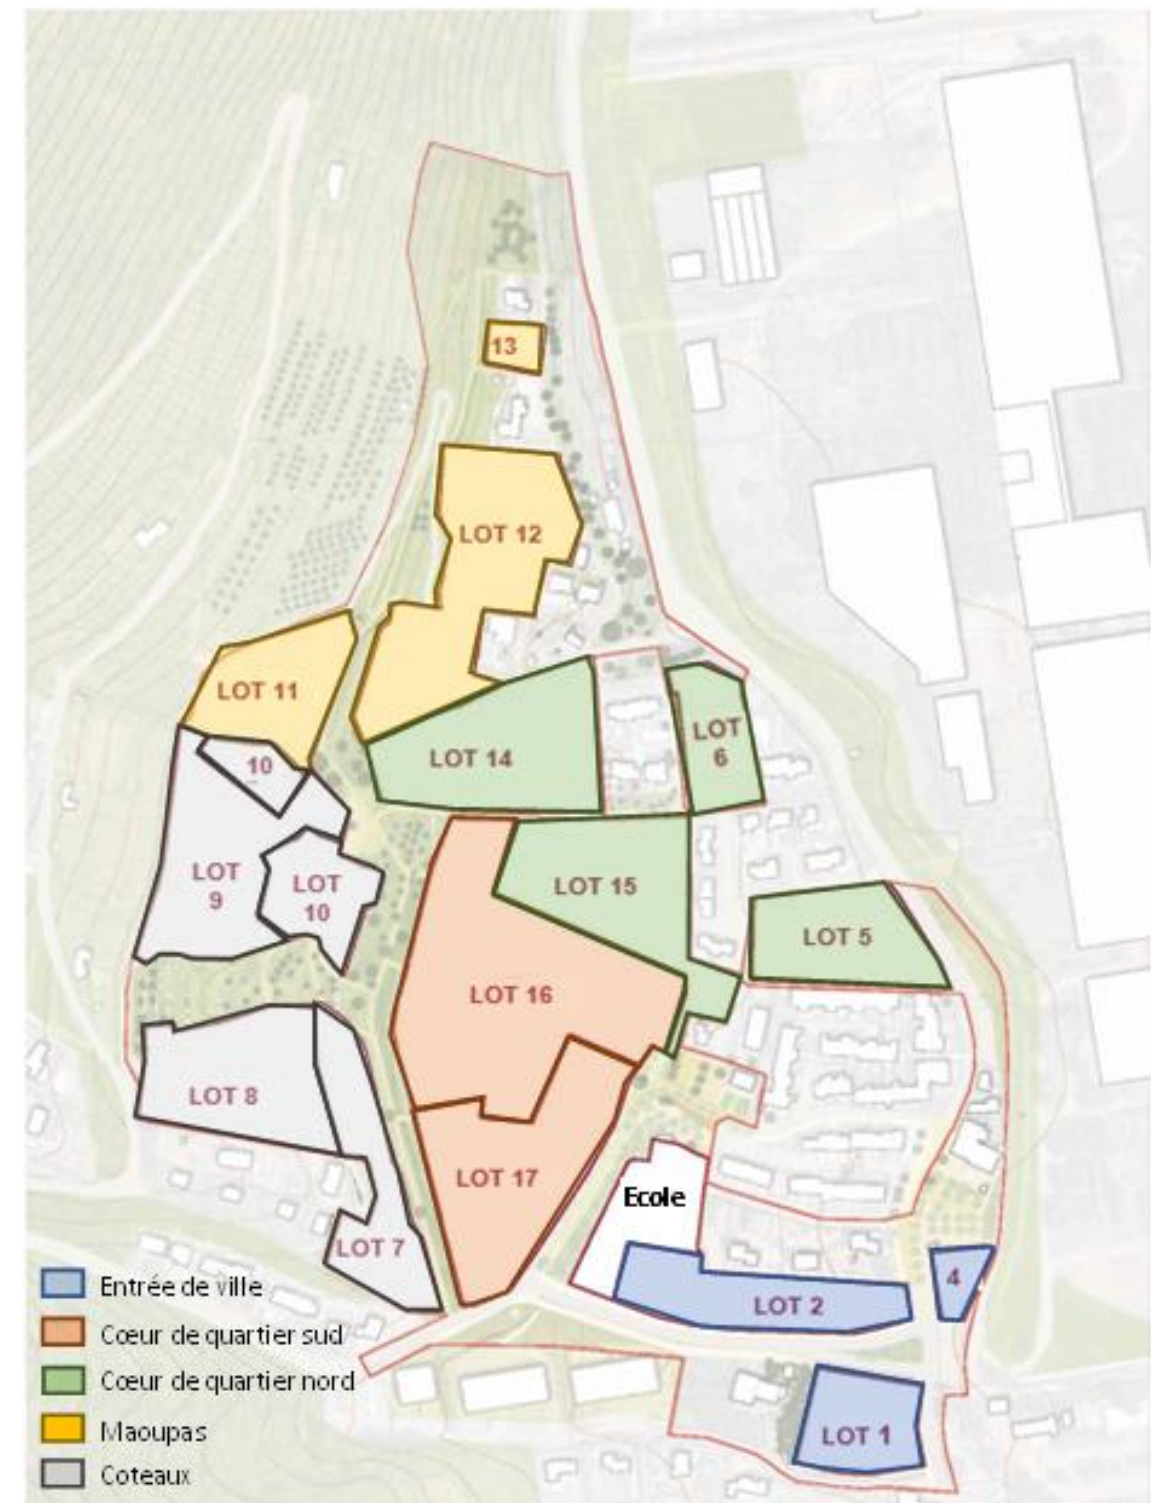 13
LOT 12
LOT 11
LOT
6
LOT 14
10
LOT
9
LOT
10
LOT 15
LOT 5
LOT 16
LOT 8
LOT 17
Ecole
LOT 7
4
LOT 2
LOT 1
Entrée de ville
Cœur de quartier sud
Cœur de quartier nord
Maoupas
Coteaux